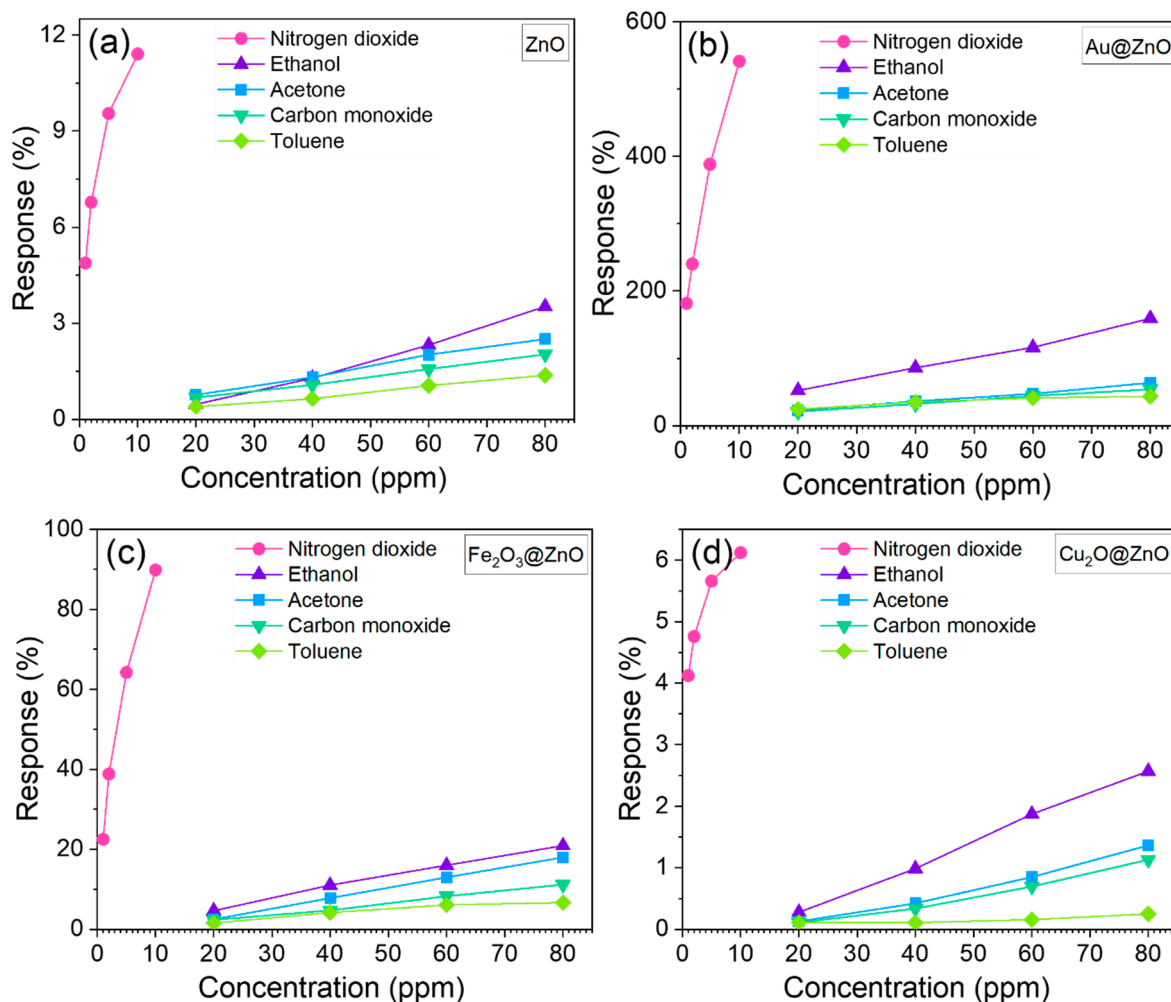 (a)
ZnO
Nitrogen dioxide
Ethanol
Acetone
Carbon monoxide
Toluene
Response (%)
12
9
6
3
0
0 10 20 30 40 50 60 70 80
Concentration (ppm)
(b)
Au@ZnO
Nitrogen dioxide
Ethanol
Acetone
Carbon monoxide
Toluene
Response (%)
600
400
200
0
0 10 20 30 40 50 60 70 80
Concentration (ppm)
(c)
Fe₂O₃@ZnO
Nitrogen dioxide
Ethanol
Acetone
Carbon monoxide
Toluene
Response (%)
100
80
60
40
20
0
0 10 20 30 40 50 60 70 80
Concentration (ppm)
(d)
Cu₂O@ZnO
Nitrogen dioxide
Ethanol
Acetone
Carbon monoxide
Toluene
Response (%)
6
5
4
2
1
0
0 10 20 30 40 50 60 70 80
Concentration (ppm)